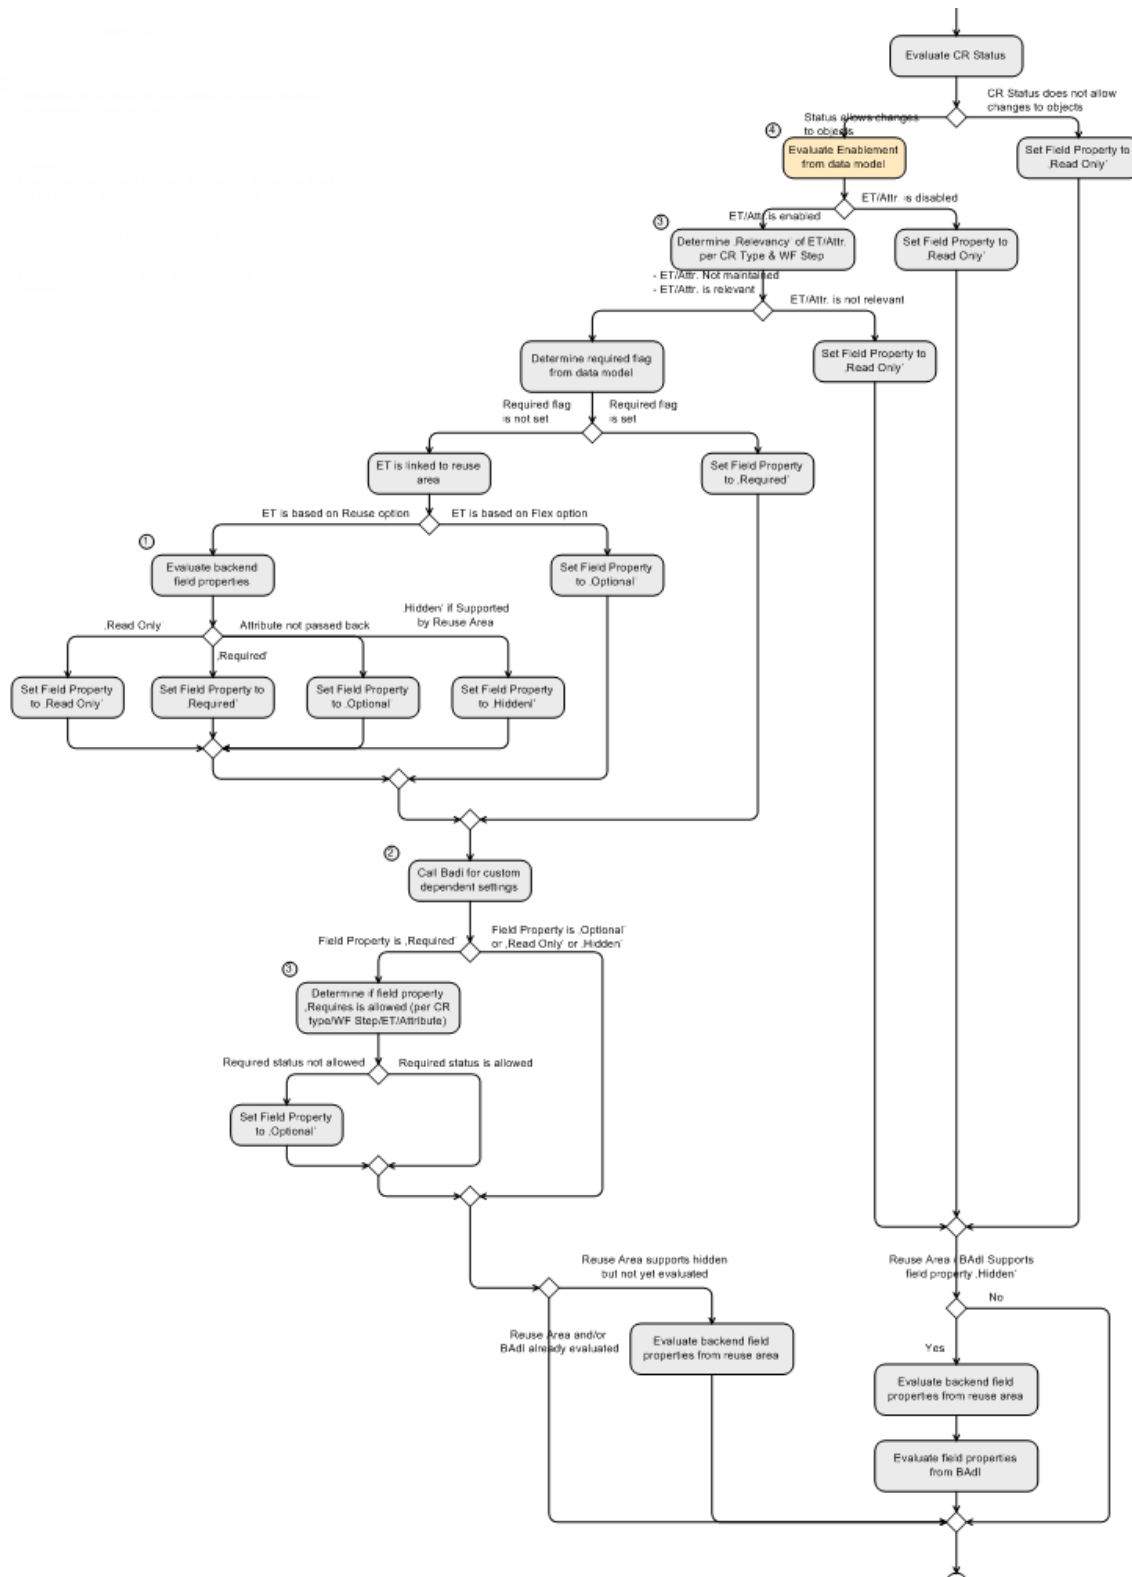 Evaluate CR Status
CR Status does not allow
changes to objects
Status allows changes
to objects
4
Evaluate Enablement
from data model
Set Field Property to
‚Read Only'
ET/Attr. is disabled
ET/Attr.is enabled
3
Determine ‚Relevancy' of ET/Attr.
per CR Type & WF Step
Set Field Property to
‚Read Only'
- ET/Attr. Not maintained
- ET/Attr. is relevant
ET/Attr. is not relevant
Determine required flag
from data model
Set Field Property to
‚Read Only'
Required flag
is not set
Required flag
is set
ET is linked to reuse
area
Set Field Property
to ‚Required'
ET is based on Reuse option
ET is based on Flex option
1
Evaluate backend
field properties
Set Field Property
to ‚Optional'
‚Hidden' if Supported
by Reuse Area
‚Read Only'
Attribute not passed back
‚Required'
Set Field Property
to ‚Read Only'
Set Field Property to
‚Required'
Set Field Property
to ‚Optional'
Set Field Property
to ‚Hiddenl'
2
Call Badi for custom
dependent settings
Field Property is ‚Required'
Field Property is ‚Optional'
or ‚Read Only' or ‚Hidden'
3
Determine if field property
‚Requires is allowed (per CR
type/WF Step/ET/Attribute)
Required status not allowed
Required status is allowed
Set Field Property
to ‚Optional'
Reuse Area supports hidden
but not yet evaluated
Reuse Area / BAdI Supports
field property ‚Hidden'
No
Reuse Area and/or
BAdI already evaluated
Evaluate backend field
properties from reuse area
Yes
Evaluate backend field
properties from reuse area
Evaluate field properties
from BAdI